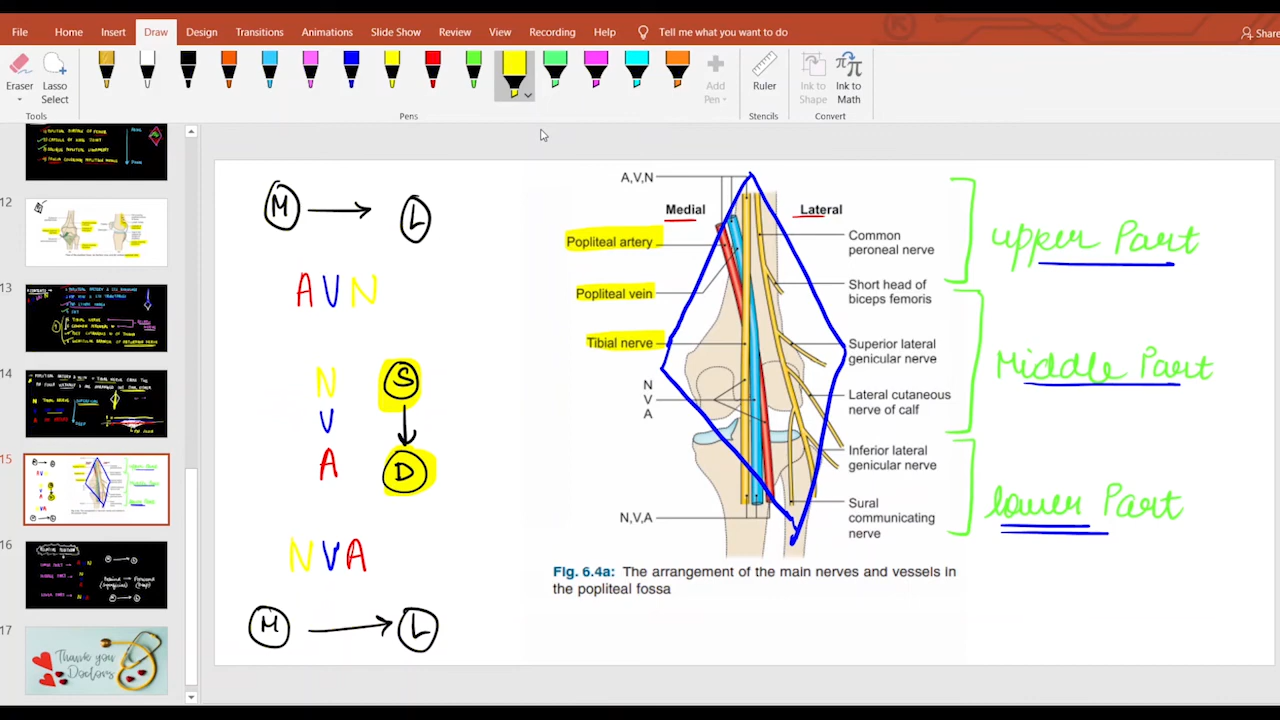 File Home Insert Draw Design Transitions Animations Slide Show Review View Recording Help Tell me what you want to do Share
Eraser
Lasso
Select
Add
Pen
Ruler
Ink to
Shape
Ink to
Math
Tools
Pens
Stencils
Convert
12
13
14
15
16
17
Thank you
Doctors
M → L
A V N
N S
V
A D
N V A
M → L
A,V,N
Medial
Lateral
Popliteal artery
Popliteal vein
Tibial nerve
N
V
A
N,V,A
Common
peroneal nerve
Short head of
biceps femoris
Superior lateral
genicular nerve
Lateral cutaneous
nerve of calf
Inferior lateral
genicular nerve
Sural
communicating
nerve
upper Part
Middle Part
lower Part
Fig. 6.4a: The arrangement of the main nerves and vessels in
the popliteal fossa